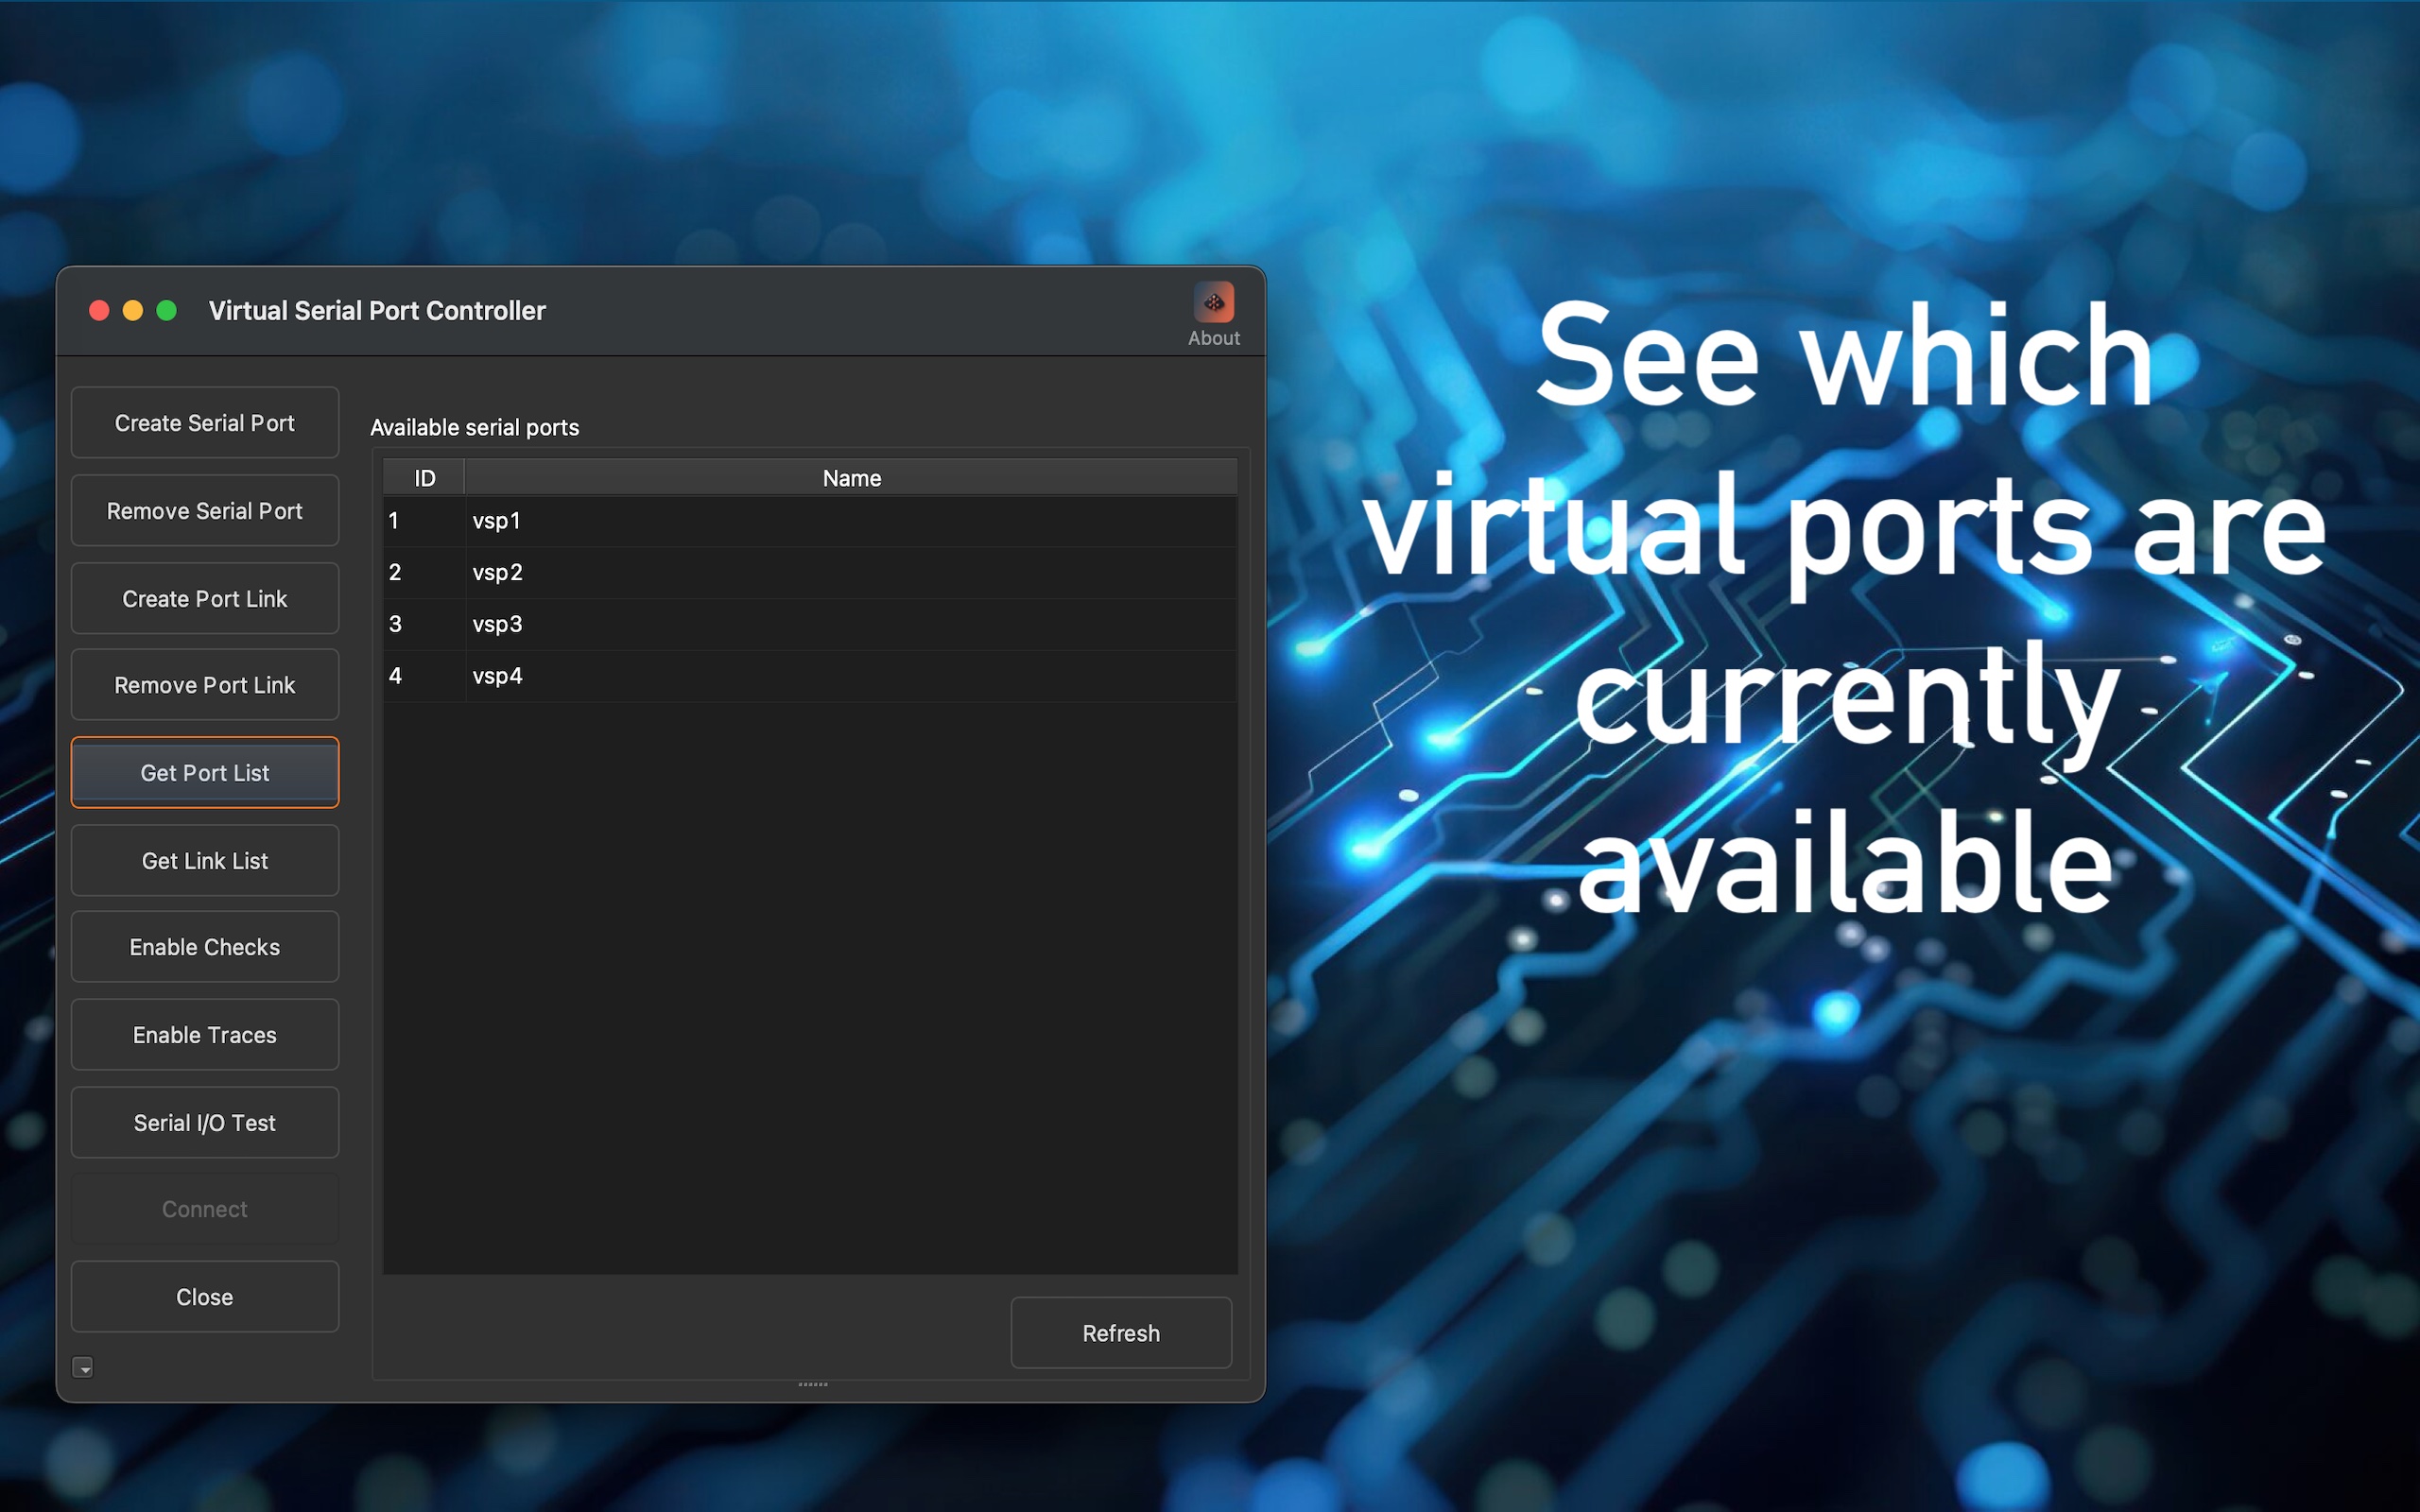 Virtual Serial Port Controller
About
Create Serial Port
Remove Serial Port
Create Port Link
Remove Port Link
Get Port List
Get Link List
Enable Checks
Enable Traces
Serial I/O Test
Connect
Close
Available serial ports
ID Name
1 vsp1
2 vsp2
3 vsp3
4 vsp4
Refresh
See which
virtual ports are
currently
available